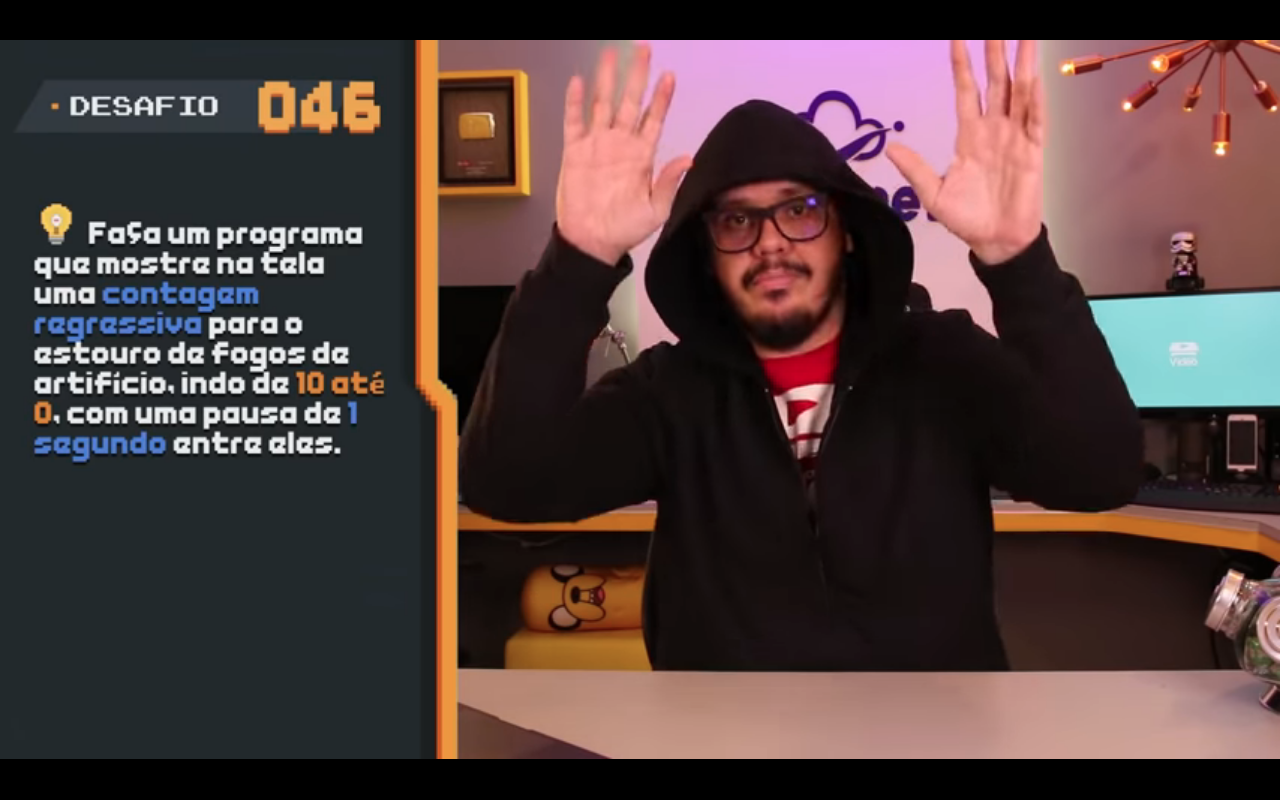 DESAFIO 046
Faça um programa
que mostre na tela
uma contagem
regressiva para o
estouro de fogos de
artifício, indo de 10 até
0, com uma pausa de 1
segundo entre eles.